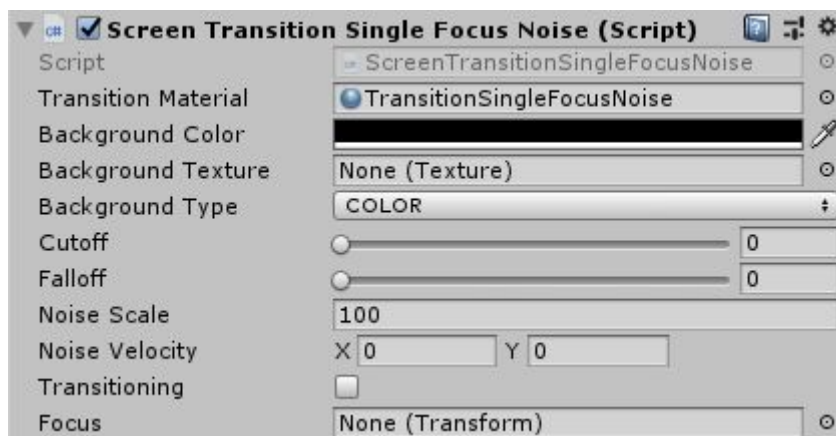 Screen Transition Single Focus Noise (Script)
Script ScreenTransitionSingleFocusNoise
Transition Material TransitionSingleFocusNoise
Background Color
Background Texture None (Texture)
Background Type COLOR
Cutoff 0
Falloff 0
Noise Scale 100
Noise Velocity X 0 Y 0
Transitioning
Focus None (Transform)